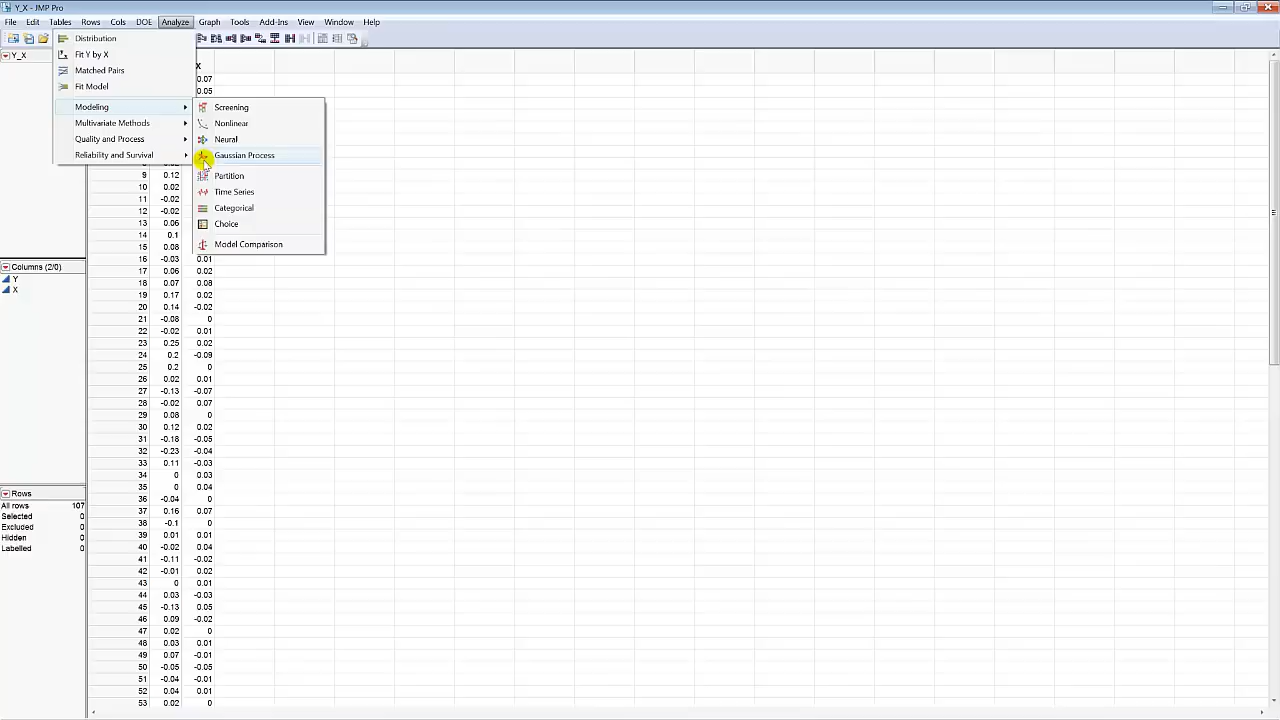 Y_X - JMP Pro
File Edit Tables Rows Cols DOE Analyze Graph Tools Add-Ins View Window Help
Distribution
Fit Y by X
Matched Pairs
Fit Model
Modeling
Multivariate Methods
Quality and Process
Reliability and Survival
Screening
Nonlinear
Neural
Gaussian Process
Partition
Time Series
Categorical
Choice
Model Comparison
Y_X
Columns (2/0)
Y
X
Rows
All rows 107
Selected 0
Excluded 0
Hidden 0
Labelled 0
X
0.07
0.05
9 0.12
10 0.02
11 -0.02
12 -0.02
13 0.06
14 0.1
15 0.08
16 -0.03 0.01
17 0.06 0.02
18 0.07 0.08
19 0.17 0.02
20 0.14 -0.02
21 -0.08 0
22 -0.02 0.01
23 0.25 0.02
24 0.2 -0.09
25 0.2 0
26 0.02 0.01
27 -0.13 -0.07
28 -0.02 0.07
29 0.08 0
30 0.12 0.02
31 -0.18 -0.05
32 -0.23 -0.04
33 0.11 -0.03
34 0 0.03
35 0 0.04
36 -0.04 0
37 0.16 0.07
38 -0.1 0
39 0.01 0.01
40 -0.02 0.04
41 -0.11 -0.02
42 -0.01 0.02
43 0 0.01
44 0.03 -0.03
45 -0.13 0.05
46 0.09 -0.02
47 0.02 0
48 0.03 0.01
49 0.07 -0.01
50 -0.05 -0.05
51 -0.04 -0.01
52 0.04 0.01
53 0.02 0